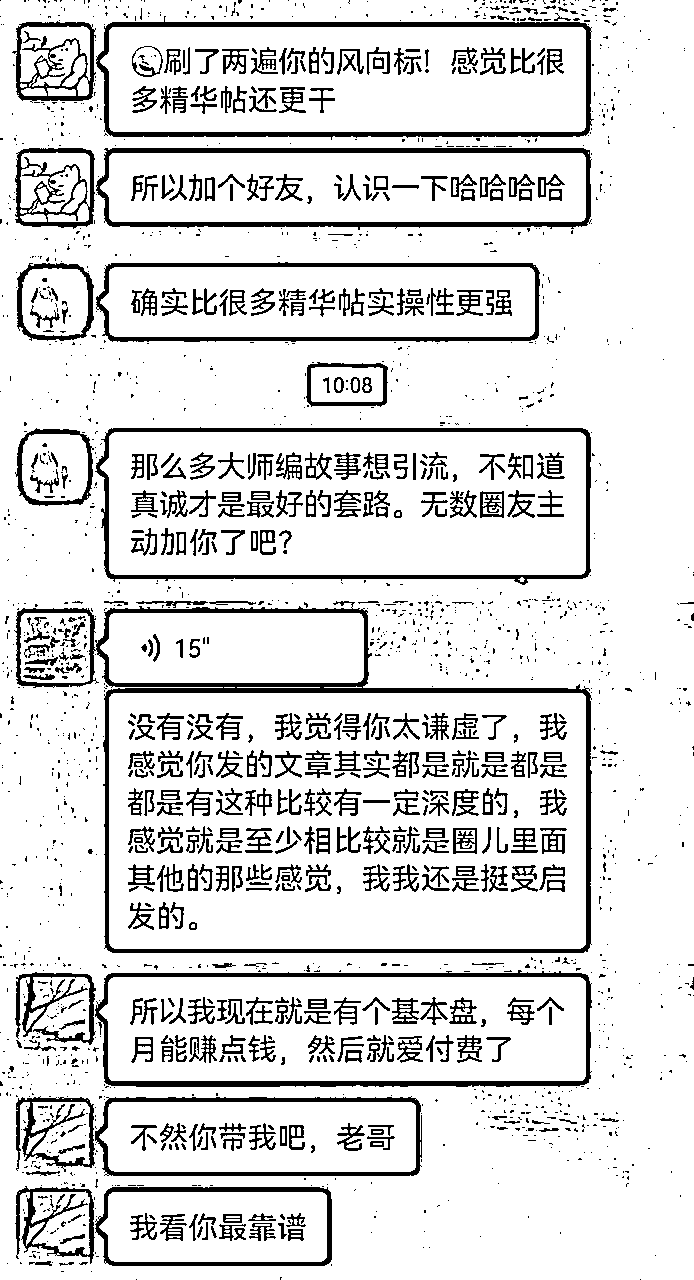 刷了两遍你的风向标！感觉比很
多精华帖还更干
所以加个好友，认识一下哈哈哈哈
确实比很多精华帖实操性更强
10:08
那么多大师编故事想引流，不知道
真诚才是最好的套路。无数圈友主
动加你了吧？
15"
没有没有，我觉得你太谦虚了，我
感觉你发的文章其实都是就是都是
都是有这种比较有一定深度的，我
感觉就是至少相比较就是圈儿里面
其他的那些感觉，我我还是挺受启
发的。
所以我现在就是有个基本盘，每个
月能赚点钱，然后就爱付费了
不然你带我吧，老哥
我看你最靠谱